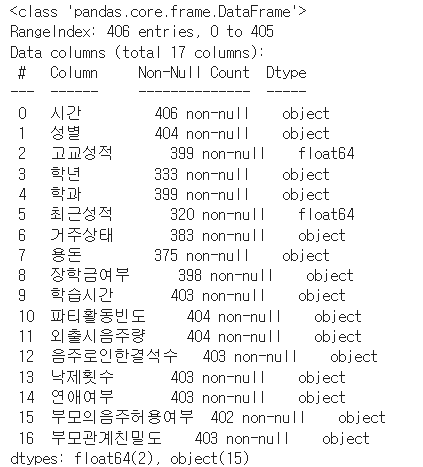 <class 'pandas.core.frame.DataFrame'>
RangeIndex: 406 entries, 0 to 405
Data columns (total 17 columns):
 #   Column     Non-Null Count  Dtype
---  ------     --------------  -----
 0   시간         406 non-null    object
 1   성별         404 non-null    object
 2   고교성적       399 non-null    float64
 3   학년         333 non-null    object
 4   학과         399 non-null    object
 5   최근성적       320 non-null    float64
 6   거주상태       383 non-null    object
 7   용돈         375 non-null    object
 8   장학금여부      398 non-null    object
 9   학습시간       403 non-null    object
 10  파티활동빈도     404 non-null    object
 11  외출시음주량     404 non-null    object
 12  음주로인한결석수   403 non-null    object
 13  낙제횟수       403 non-null    object
 14  연애여부       403 non-null    object
 15  부모의음주허용여부  402 non-null    object
 16  부모관계친밀도    403 non-null    object
dtypes: float64(2), object(15)